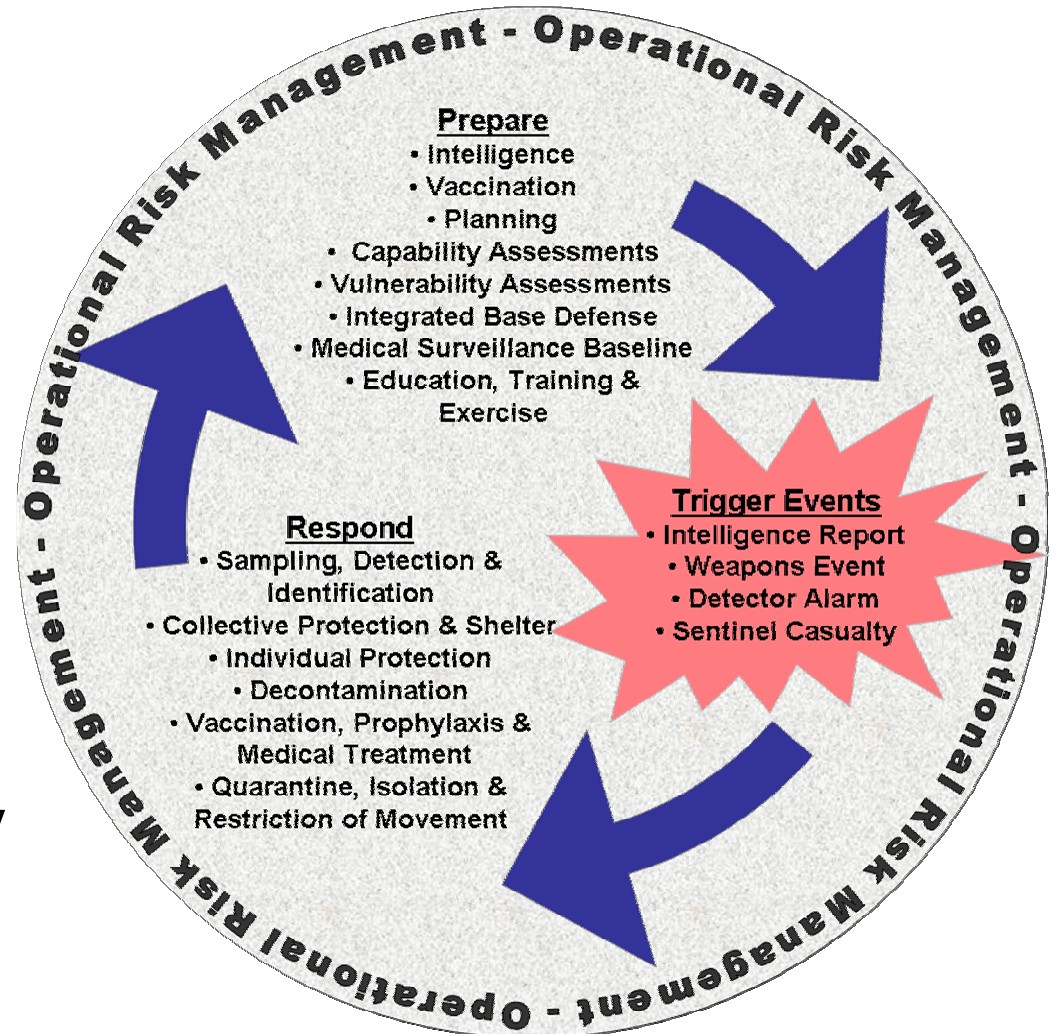 Operational Risk Management - Operational Risk Management - Operational Risk Management - Operational Risk Management -
Prepare
• Intelligence
• Vaccination
• Planning
• Capability Assessments
• Vulnerability Assessments
• Integrated Base Defense
• Medical Surveillance Baseline
• Education, Training &
Exercise
Trigger Events
• Intelligence Report
• Weapons Event
• Detector Alarm
• Sentinel Casualty
Respond
• Sampling, Detection &
Identification
• Collective Protection & Shelter
• Individual Protection
• Decontamination
• Vaccination, Prophylaxis &
Medical Treatment
• Quarantine, Isolation &
Restriction of Movement